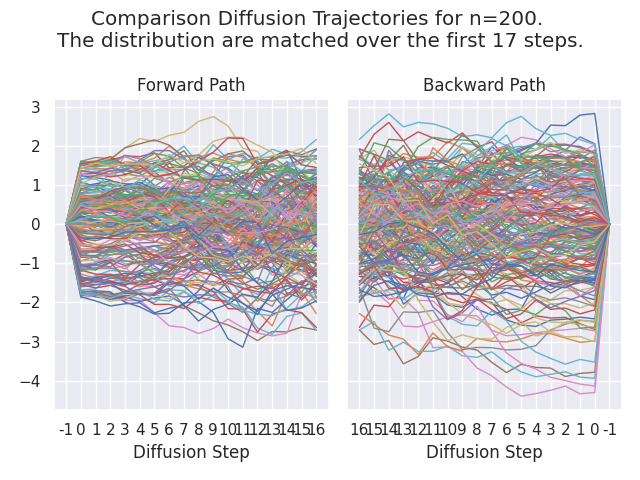 Comparison Diffusion Trajectories for n=200.
The distribution are matched over the first 17 steps.
Forward Path
Backward Path
3
2
1
0
−1
−2
−3
−4
-1 0 1 2 3 4 5 6 7 8 9 10 11 12 13 14 15 16
16 15 14 13 12 11 10 9 8 7 6 5 4 3 2 1 0 -1
Diffusion Step
Diffusion Step